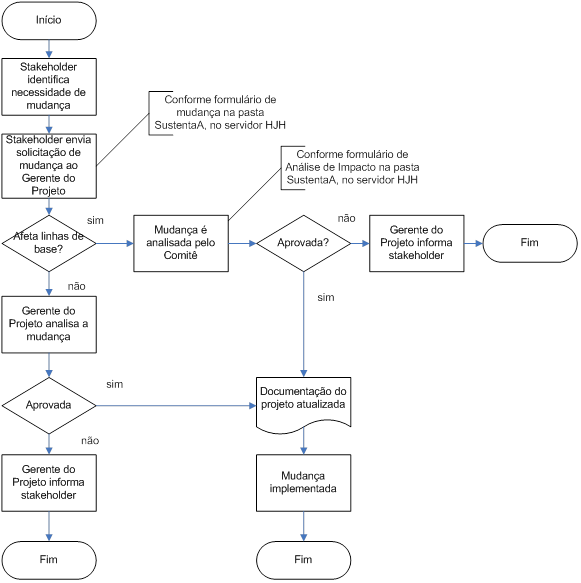 Início
Stakeholder
identifica
necessidade de
mudança
Conforme formulário de
mudança na pasta
SustentaA, no servidor HJH
Stakeholder envia
solicitação de
mudança ao
Gerente do
Projeto
Conforme formulário de
Análise de Impacto na pasta
SustentaA, no servidor HJH
Afeta linhas de
base?
sim
Mudança é
analisada pelo
Comitê
Aprovada?
não
Gerente do
Projeto informa
stakeholder
Fim
não
sim
Gerente do
Projeto analisa a
mudança
Aprovada
sim
Documentação do
projeto atualizada
não
Gerente do
Projeto informa
stakeholder
Mudança
implementada
Fim
Fim